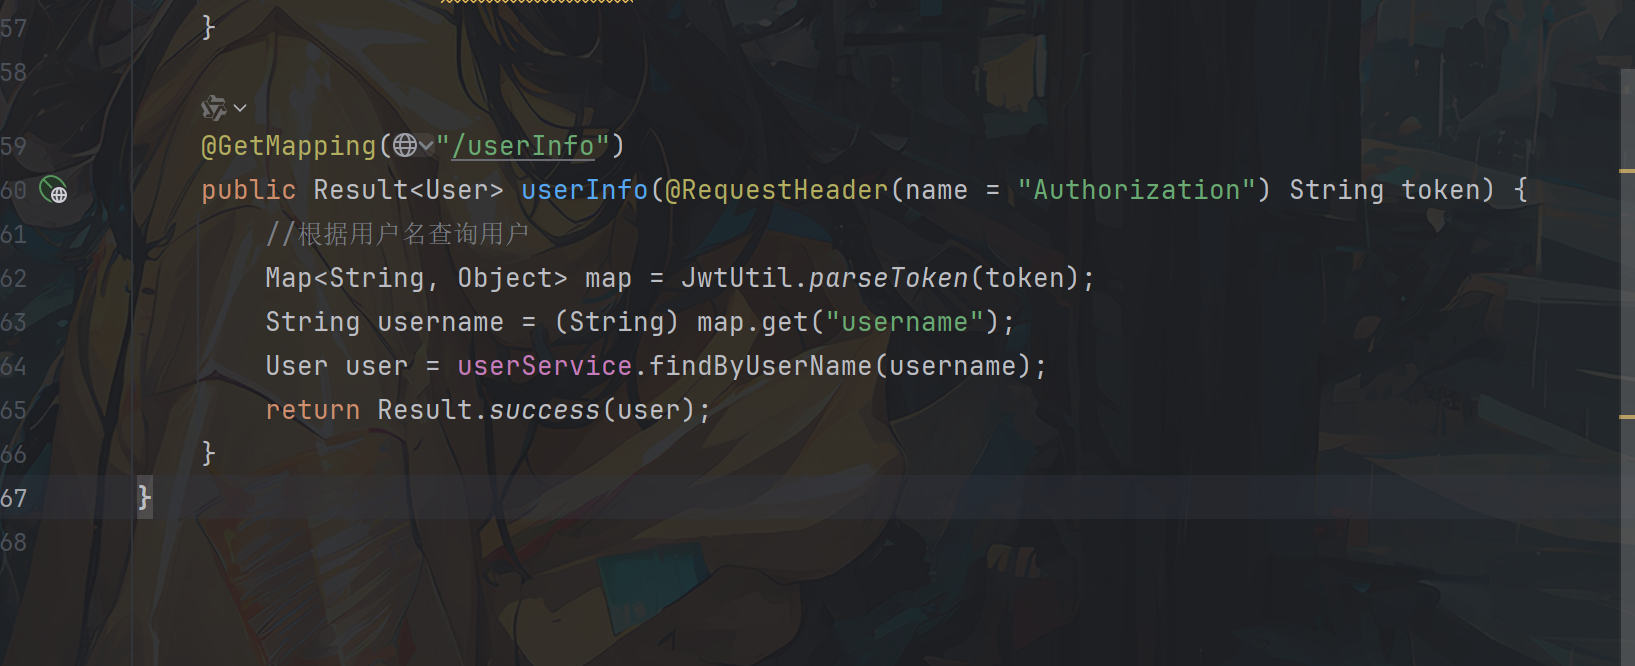 57 }
58
59 @GetMapping("/userInfo")
60 public Result<User> userInfo(@RequestHeader(name = "Authorization") String token) {
61 //根据用户名查询用户
62 Map<String, Object> map = JwtUtil.parseToken(token);
63 String username = (String) map.get("username");
64 User user = userService.findByUserName(username);
65 return Result.success(user);
66 }
67 }
68